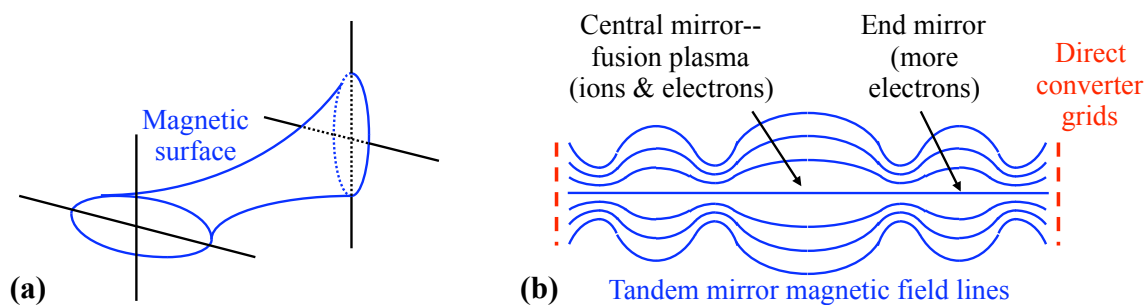 Magnetic
surface
(a)
Central mirror--
fusion plasma
(ions & electrons)
End mirror
(more
electrons)
Direct
converter
grids
(b)
Tandem mirror magnetic field lines